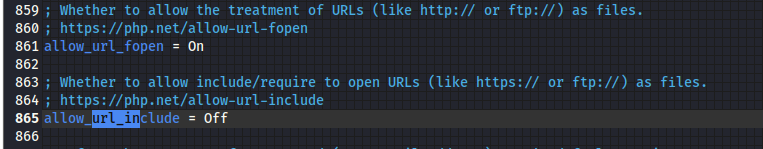 859 ; Whether to allow the treatment of URLs (like http:// or ftp://) as files.
860 ; https://php.net/allow-url-fopen
861 allow_url_fopen = On
862
863 ; Whether to allow include/require to open URLs (like https:// or ftp://) as files.
864 ; https://php.net/allow-url-include
865 allow_url_include = Off
866